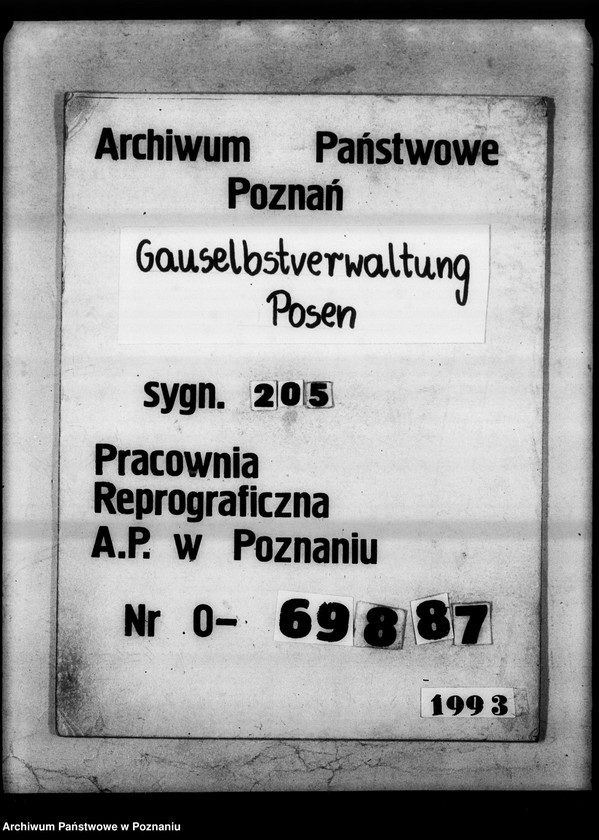 Archiwum Państwowe
Poznań
Gauselbstverwaltung
Posen
sygn. 205
Pracownia
Reprograficzna
A.P. w Poznaniu
Nr 0- 69887
1993
Archiwum Państwowe w Poznaniu